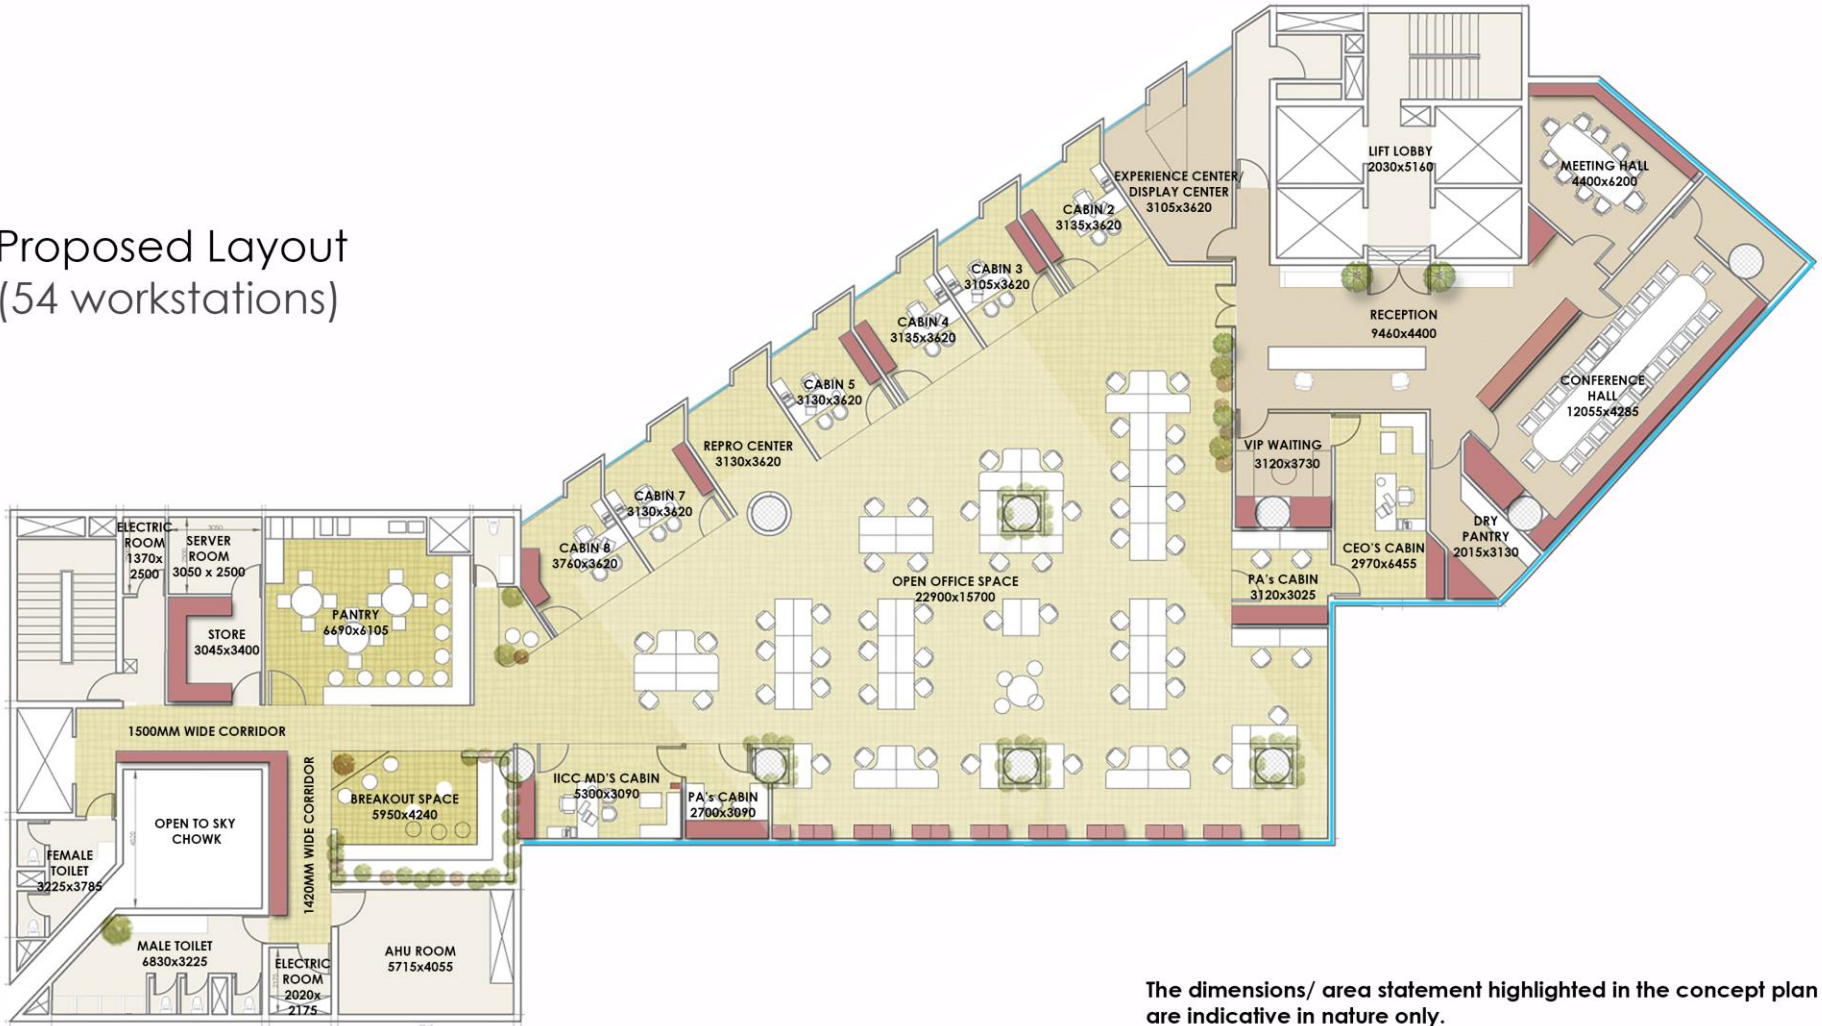 Proposed Layout
(54 workstations)
LIFT LOBBY
2030x5160
MEETING HALL
4400x6200
EXPERIENCE CENTER/
DISPLAY CENTER
3105x3620
CABIN 2
3135x3620
CABIN 3
3105x3620
CABIN 4
3135x3620
CABIN 5
3130x3620
REPRO CENTER
3130x3620
CABIN 7
3130x3620
CABIN 8
3760x3620
RECEPTION
9460x4400
CONFERENCE
HALL
12055x4285
VIP WAITING
3120x3730
DRY
PANTRY
2015x3130
CEO'S CABIN
2970x6455
PA's CABIN
3120x3025
OPEN OFFICE SPACE
22900x15700
ELECTRIC
ROOM
1370x
2500
3050
SERVER
ROOM
3050 x 2500
STORE
3045x3400
PANTRY
6690x6105
1500MM WIDE CORRIDOR
1420MM WIDE CORRIDOR
BREAKOUT SPACE
5950x4240
IICC MD'S CABIN
5300x3090
PA's CABIN
2700x3090
OPEN TO SKY
CHOWK
FEMALE
TOILET
3225x3785
MALE TOILET
6830x3225
ELECTRIC
ROOM
2020x
2175
AHU ROOM
5715x4055
The dimensions/ area statement highlighted in the concept plan
are indicative in nature only.